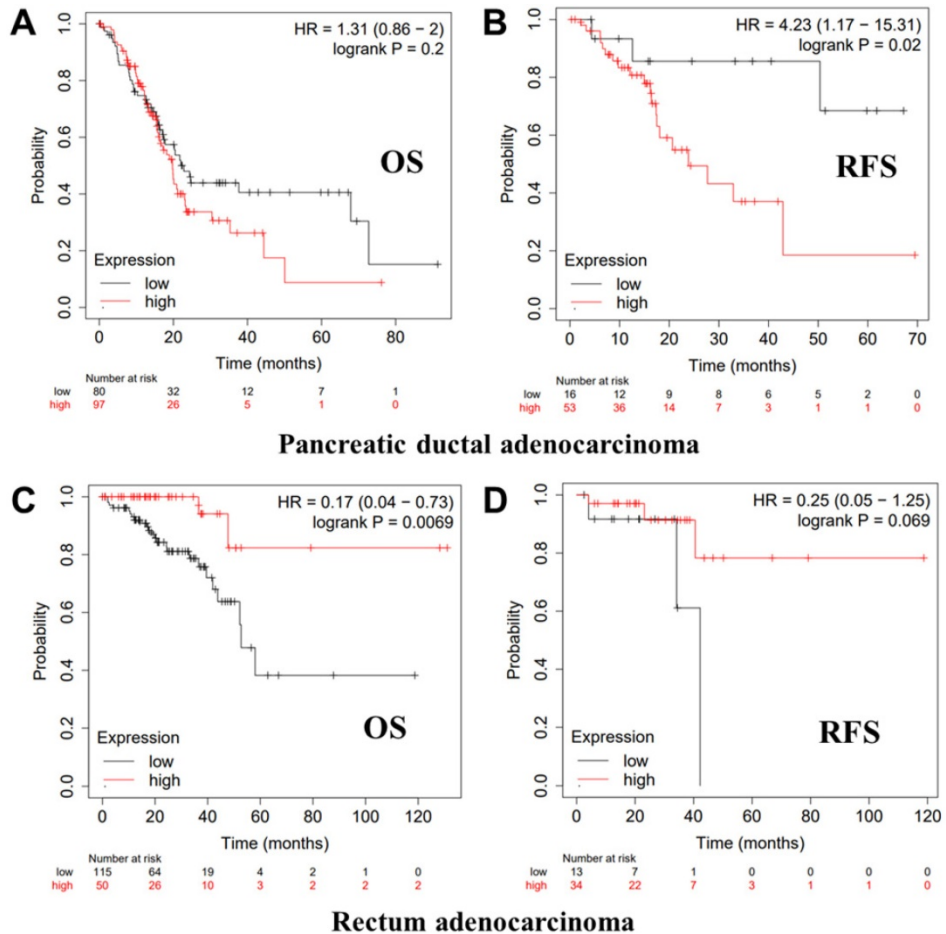 A
HR = 1.31 (0.86 − 2)
logrank P = 0.2
OS
Probability
0.0 0.2 0.4 0.6 0.8 1.0
Expression
low
high
0 20 40 60 80
Time (months)
Number at risk
low 80 32 12 7 1
high 97 26 5 1 0
B
HR = 4.23 (1.17 − 15.31)
logrank P = 0.02
RFS
Probability
0.0 0.2 0.4 0.6 0.8 1.0
Expression
low
high
0 10 20 30 40 50 60 70
Time (months)
Number at risk
low 16 12 9 8 6 5 2 0
high 53 36 14 7 3 1 1 0
Pancreatic ductal adenocarcinoma
C
HR = 0.17 (0.04 − 0.73)
logrank P = 0.0069
OS
Probability
0.0 0.2 0.4 0.6 0.8 1.0
Expression
low
high
0 20 40 60 80 100 120
Time (months)
Number at risk
low 115 64 19 4 2 1 0
high 50 26 10 3 2 2 2
D
HR = 0.25 (0.05 − 1.25)
logrank P = 0.069
RFS
Probability
0.0 0.2 0.4 0.6 0.8 1.0
Expression
low
high
0 20 40 60 80 100 120
Time (months)
Number at risk
low 13 7 1 0 0 0 0
high 34 22 7 3 1 1 0
Rectum adenocarcinoma